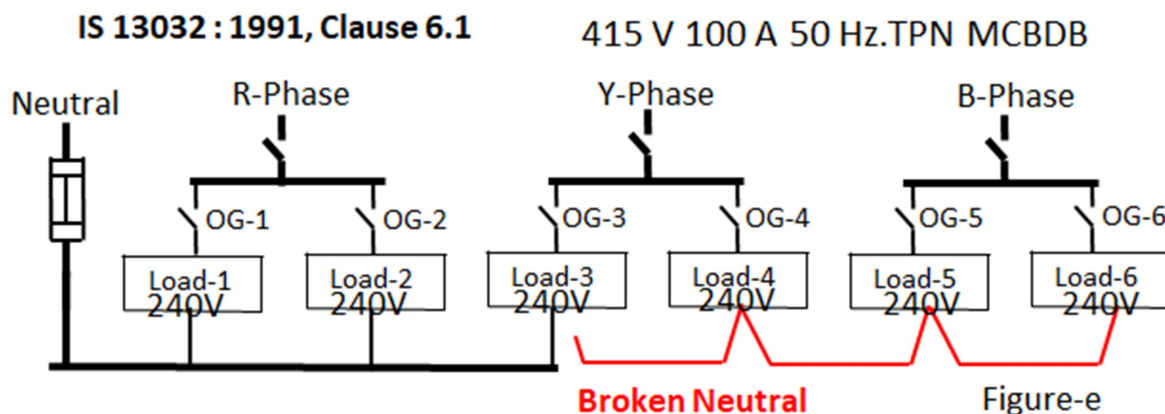 IS 13032 : 1991, Clause 6.1
415 V 100 A 50 Hz.TPN MCBDB
Neutral
R-Phase
Y-Phase
B-Phase
OG-1
OG-2
OG-3
OG-4
OG-5
OG-6
Load-1
240V
Load-2
240V
Load-3
240V
Load-4
240V
Load-5
240V
Load-6
240V
Broken Neutral
Figure-e